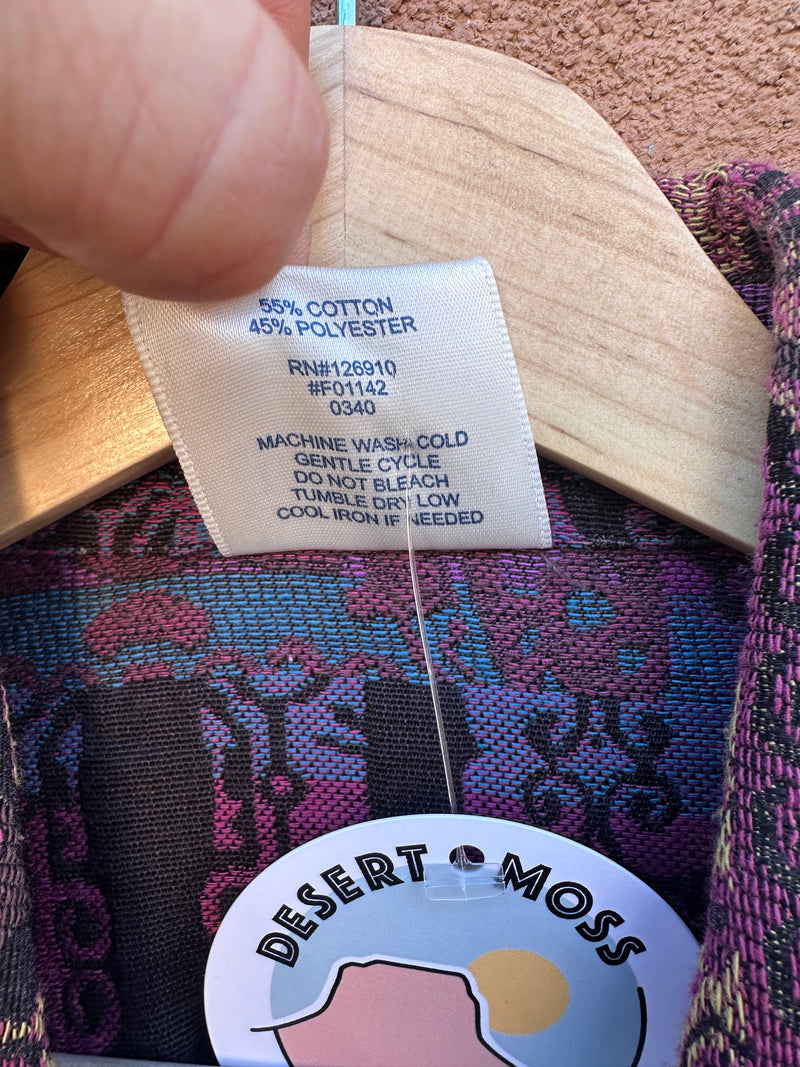 55% COTTON
45% POLYESTER
RN#126910
#F01142
0340
MACHINE WASH COLD
GENTLE CYCLE
DO NOT BLEACH
TUMBLE DRY LOW
COOL IRON IF NEEDED
DESERT MOSS